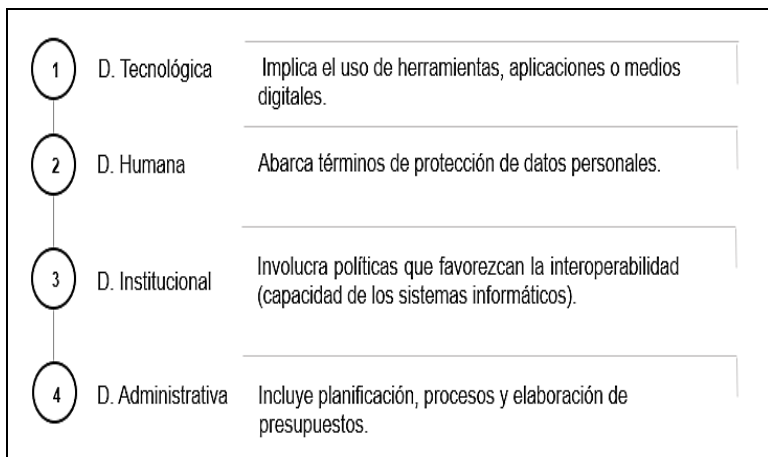 1 D. Tecnológica Implica el uso de herramientas, aplicaciones o medios
digitales.
2 D. Humana Abarca términos de protección de datos personales.
3 D. Institucional Involucra políticas que favorezcan la interoperabilidad
(capacidad de los sistemas informáticos).
4 D. Administrativa Incluye planificación, procesos y elaboración de
presupuestos.